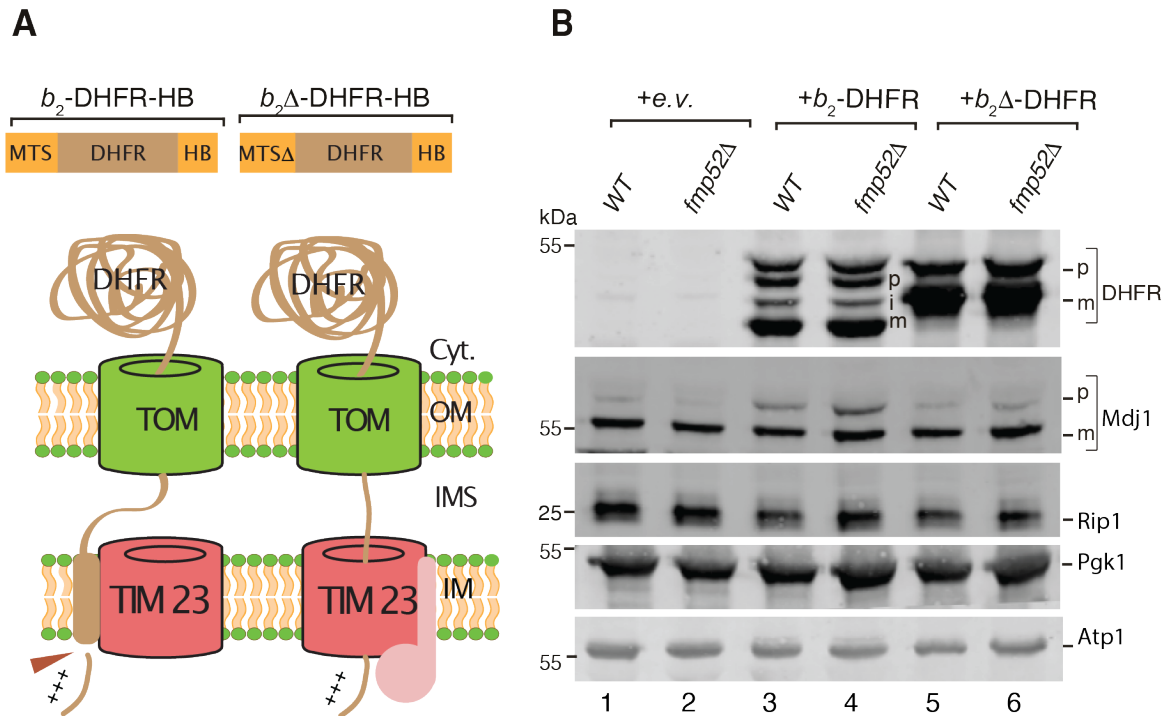 A
b2-DHFR-HB
b2Δ-DHFR-HB
MTS DHFR HB
MTSΔ DHFR HB
DHFR
DHFR
Cyt.
TOM
TOM
OM
IMS
TIM 23
TIM 23
IM
+++
+++
B
+e.v.
+b2-DHFR
+b2Δ-DHFR
WT
fmp52Δ
WT
fmp52Δ
WT
fmp52Δ
kDa
55
p
i
m
p
m
DHFR
55
p
m
Mdj1
25
Rip1
55
Pgk1
55
Atp1
1 2 3 4 5 6